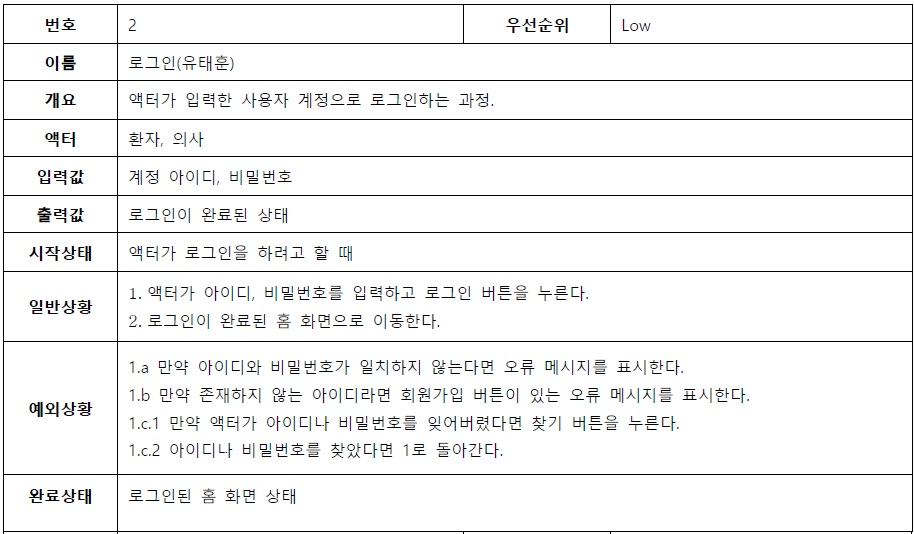 번호 2 우선순위 Low
이름 로그인(유태훈)
개요 액터가 입력한 사용자 계정으로 로그인하는 과정.
액터 환자, 의사
입력값 계정 아이디, 비밀번호
출력값 로그인이 완료된 상태
시작상태 액터가 로그인을 하려고 할 때
일반상황
1. 액터가 아이디, 비밀번호를 입력하고 로그인 버튼을 누른다.
2. 로그인이 완료된 홈 화면으로 이동한다.
예외상황
1.a 만약 아이디와 비밀번호가 일치하지 않는다면 오류 메시지를 표시한다.
1.b 만약 존재하지 않는 아이디라면 회원가입 버튼이 있는 오류 메시지를 표시한다.
1.c.1 만약 액터가 아이디나 비밀번호를 잊어버렸다면 찾기 버튼을 누른다.
1.c.2 아이디나 비밀번호를 찾았다면 1로 돌아간다.
완료상태 로그인된 홈 화면 상태